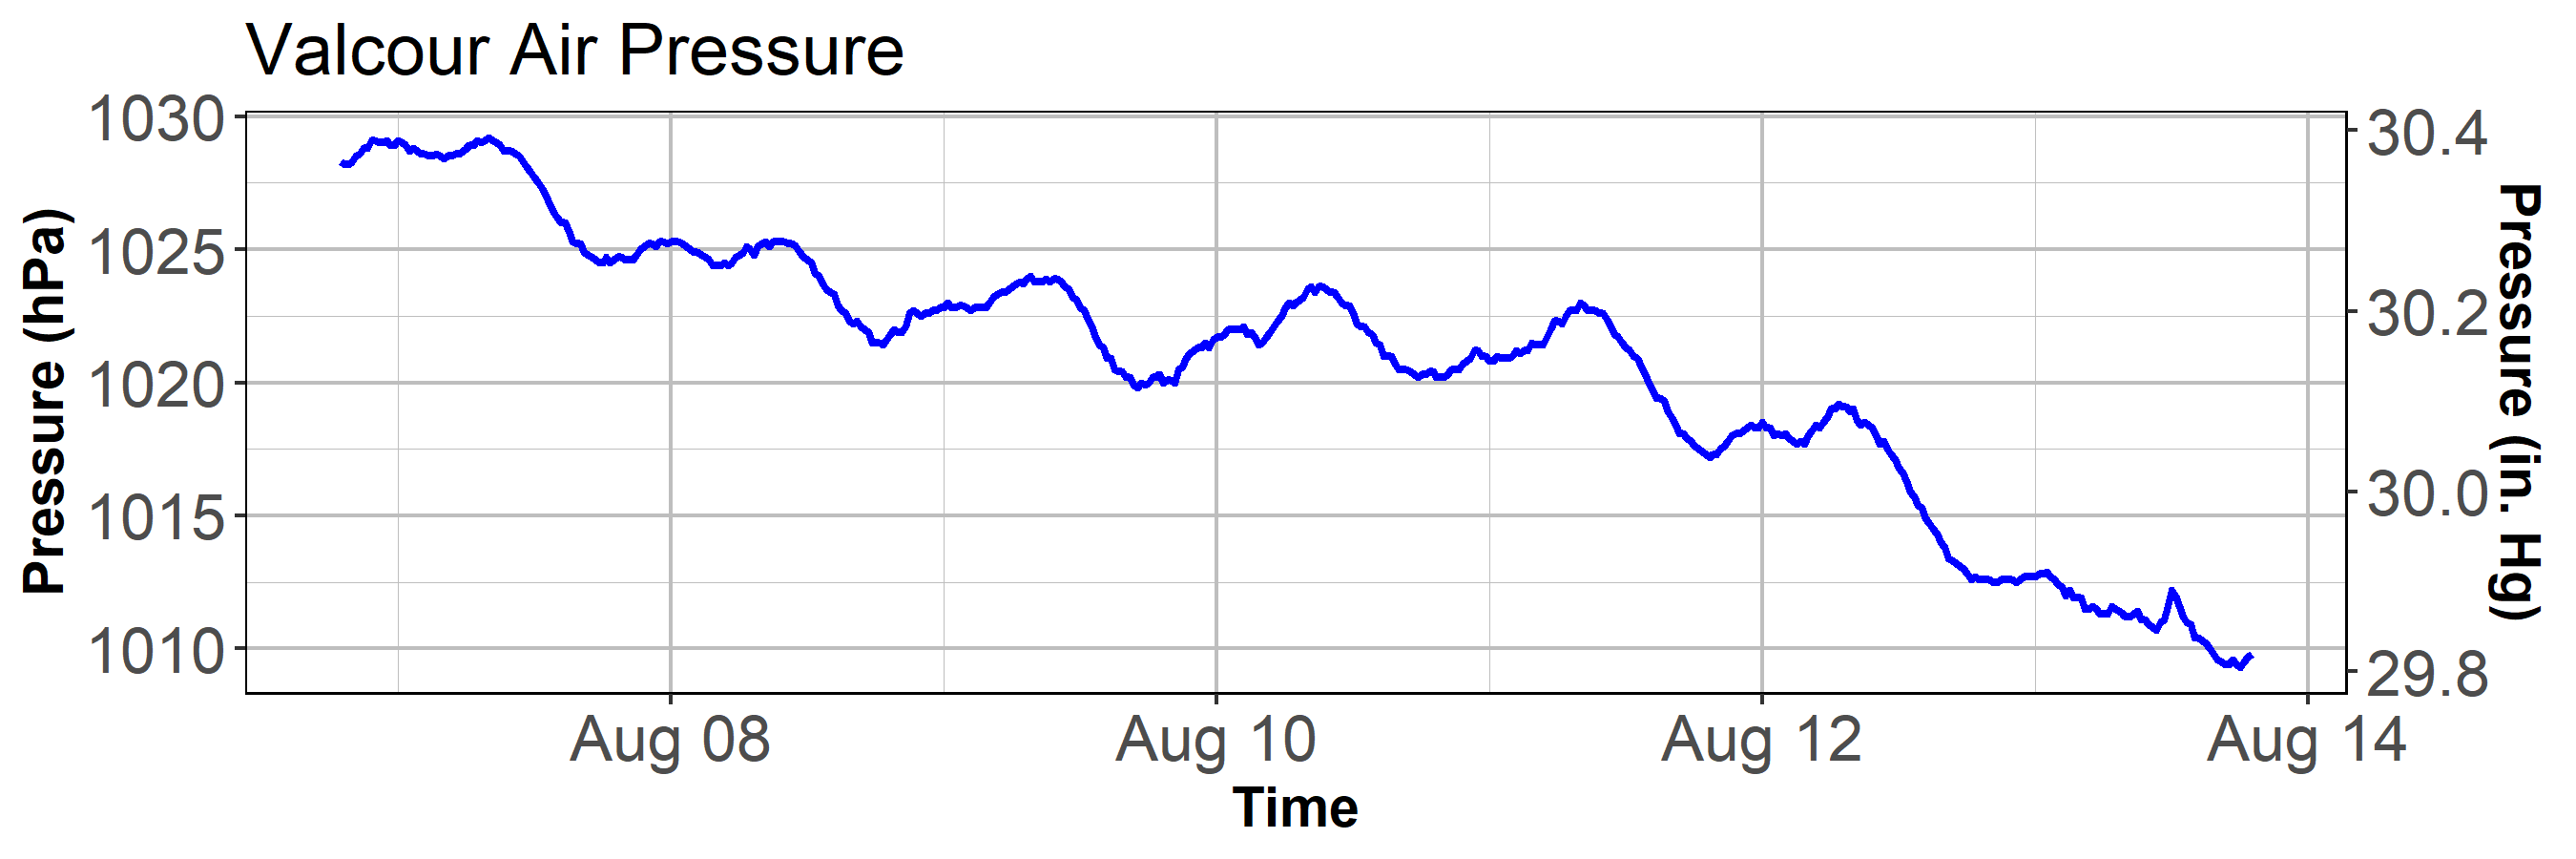 Valcour Air Pressure
1030
1025
1020
1015
1010
Pressure (hPa)
30.4
30.2
30.0
29.8
Pressure (in. Hg)
Aug 08
Aug 10
Aug 12
Aug 14
Time